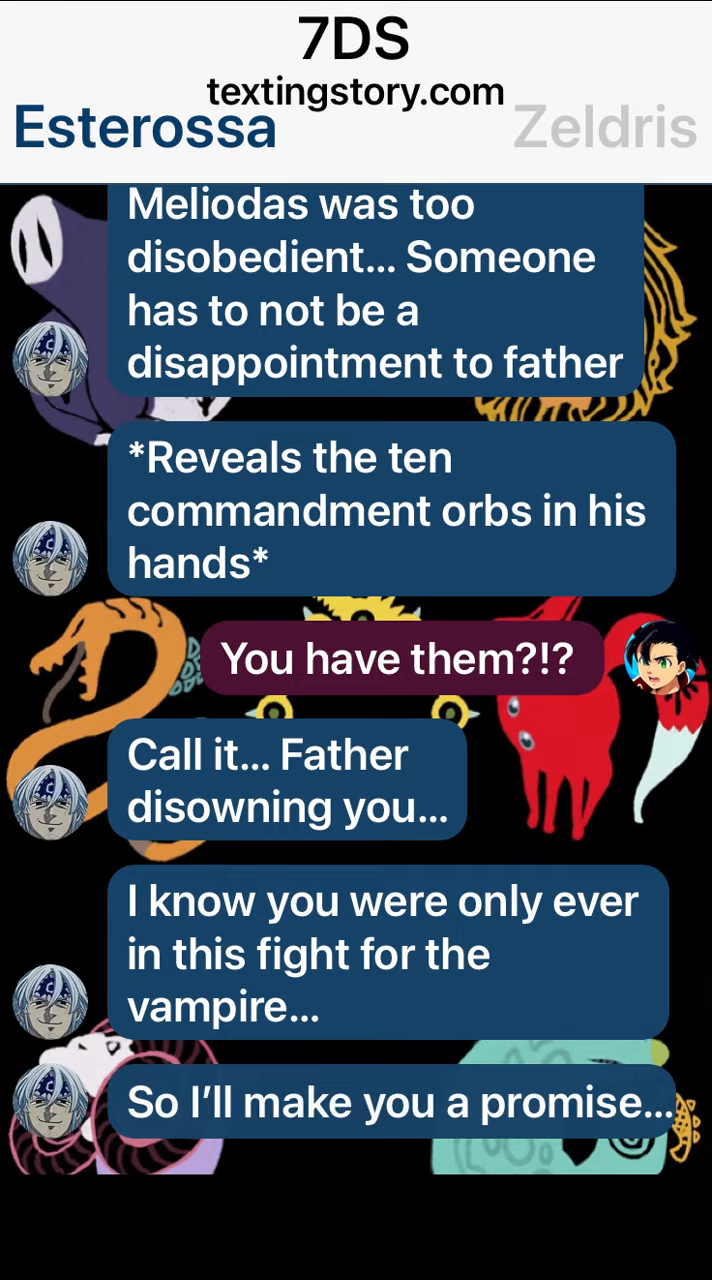 7DS
textingstory.com
Esterossa
Zeldris
Meliodas was too
disobedient... Someone
has to not be a
disappointment to father
*Reveals the ten
commandment orbs in his
hands*
You have them?!?
Call it... Father
disowning you...
I know you were only ever
in this fight for the
vampire...
So I’ll make you a promise...